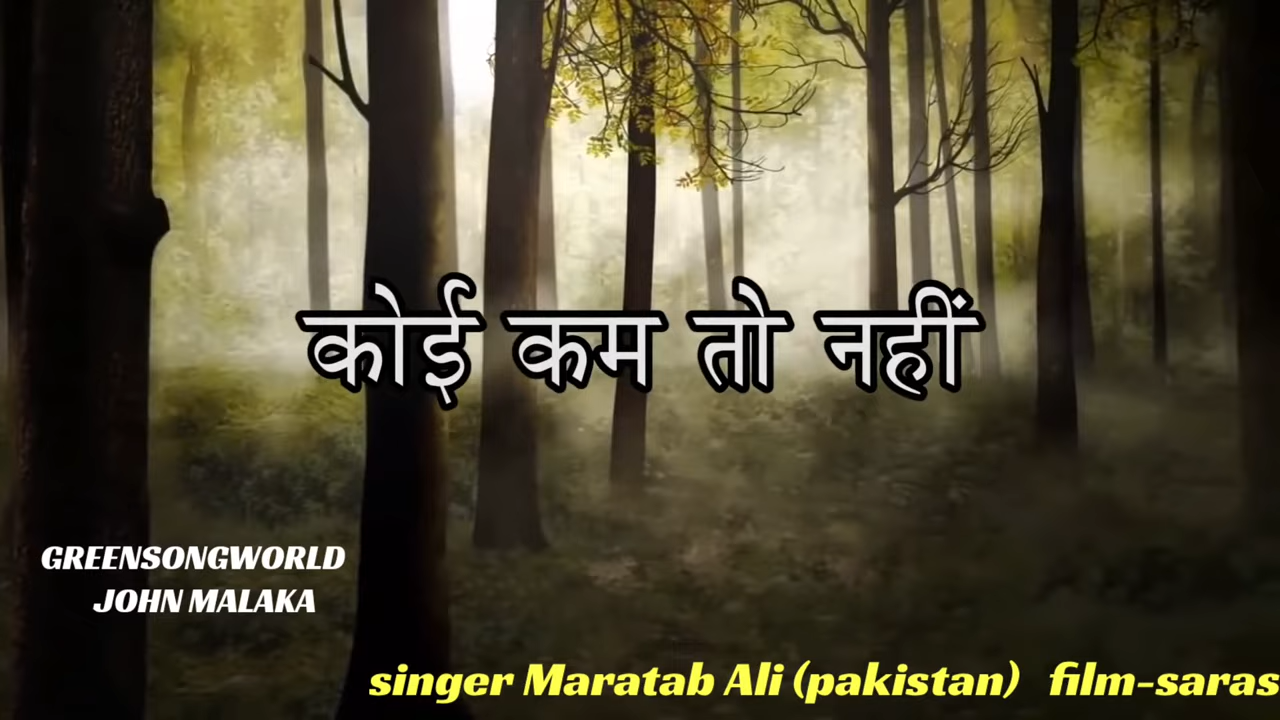 कोई कम तो नहीं
GREENSONGWORLD
JOHN MALAKA
singer Maratab Ali (pakistan) film-saras